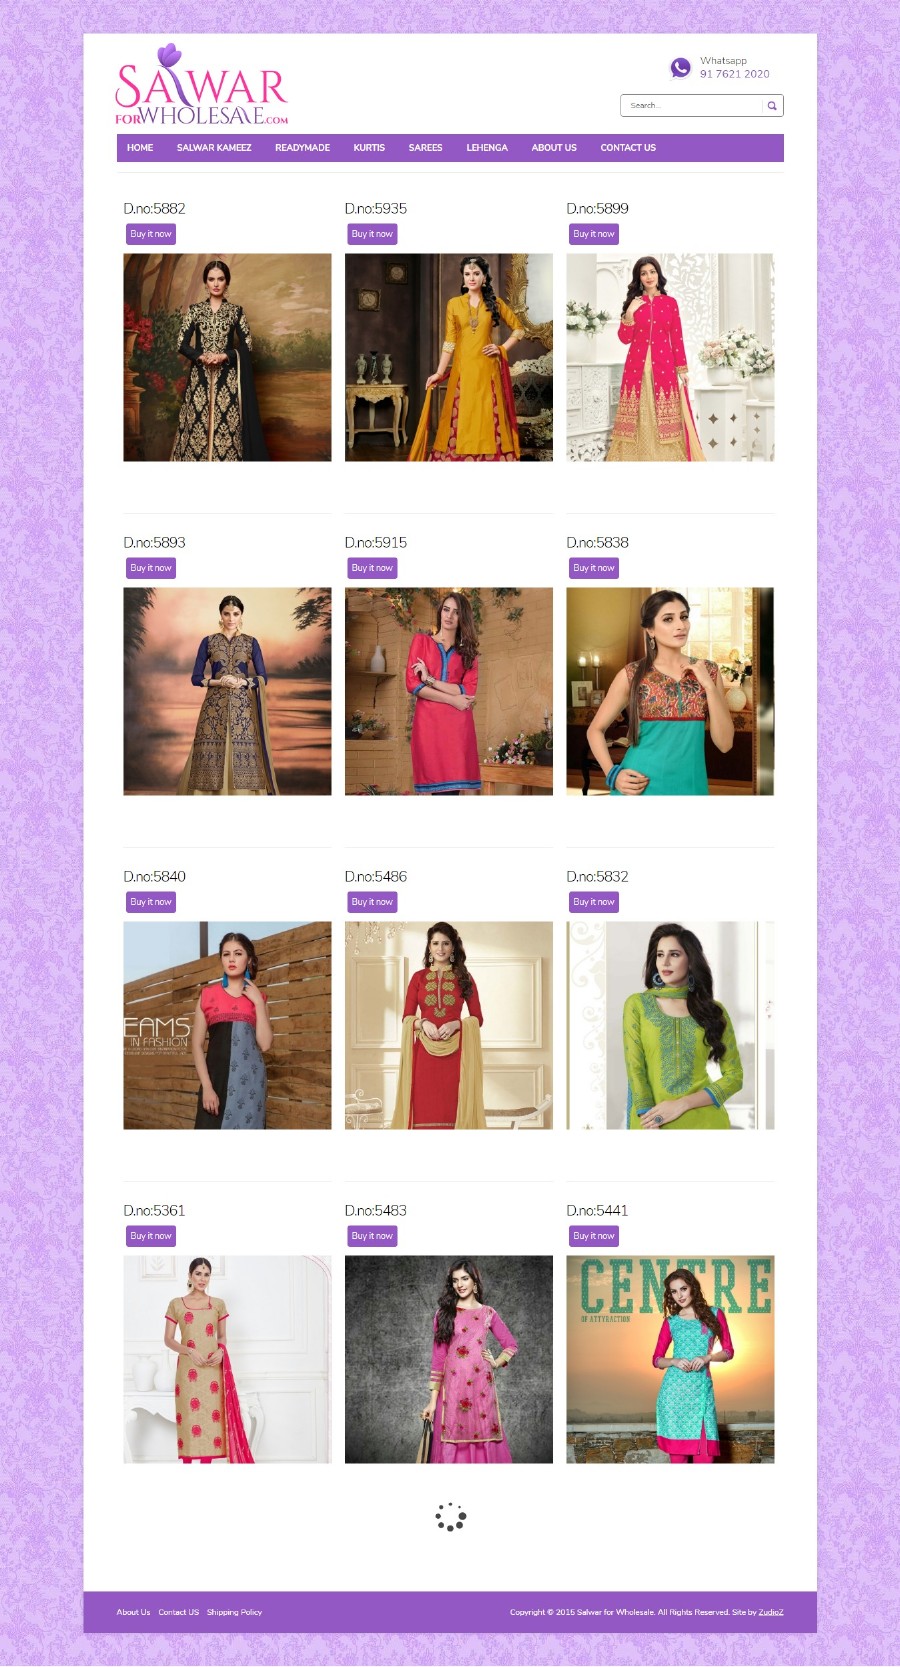 SALWAR
FORWHOLESALE.COM
Whatsapp
91 7621 2020
Search...
HOME SALWAR KAMEEZ READYMADE KURTIS SAREES LEHENGA ABOUT US CONTACT US
D.no:5882 D.no:5935 D.no:5899
Buy it now Buy it now Buy it now
D.no:5893 D.no:5915 D.no:5838
Buy it now Buy it now Buy it now
D.no:5840 D.no:5486 D.no:5832
Buy it now Buy it now Buy it now
EAMS
IN FASHION
D.no:5361 D.no:5483 D.no:5441
Buy it now Buy it now Buy it now
CENTRE
OF ATTYRACTION
About Us Contact US Shipping Policy Copyright © 2015 Salwar for Wholesale. All Rights Reserved. Site by ZudioZ